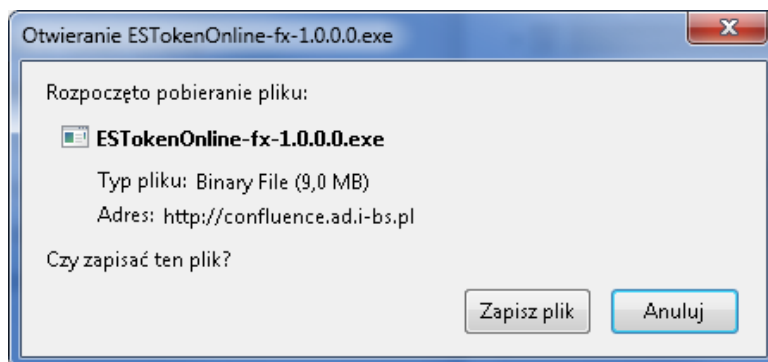 Otwieranie ESTokenOnline-fx-1.0.0.0.exe
Rozpoczęto pobieranie pliku:
ESTokenOnline-fx-1.0.0.0.exe
Typ pliku: Binary File (9,0 MB)
Adres: http://confluence.ad.i-bs.pl
Czy zapisać ten plik?
Zapisz plik Anuluj